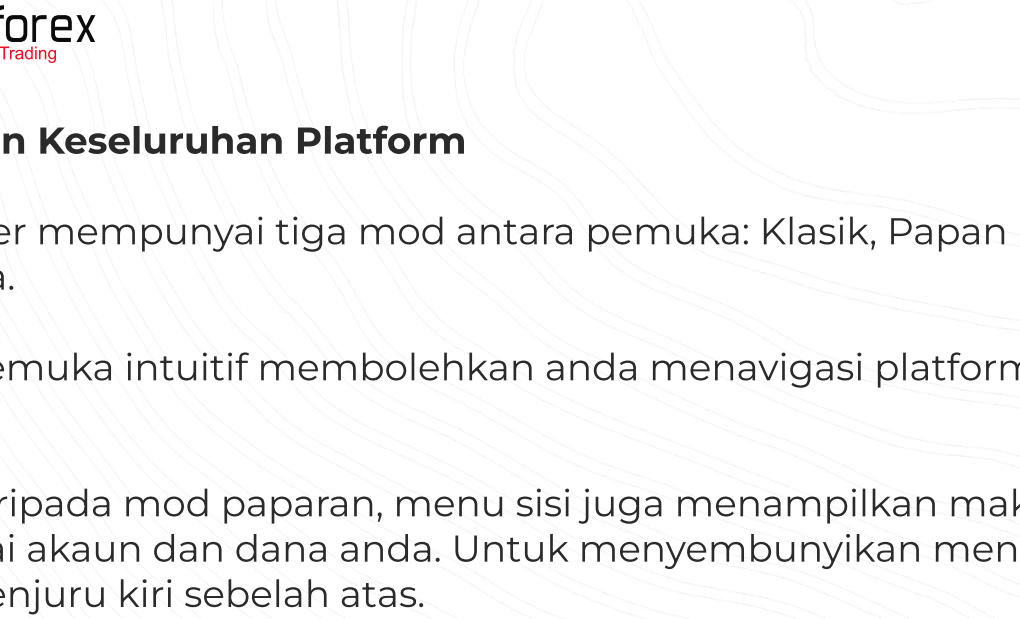 forex
Trading
n Keseluruhan Platform
er mempunyai tiga mod antara pemuka: Klasik, Papan
a.
emuka intuitif membolehkan anda menavigasi platform
ripada mod paparan, menu sisi juga menampilkan mak
ai akaun dan dana anda. Untuk menyembunyikan men
enjuru kiri sebelah atas.